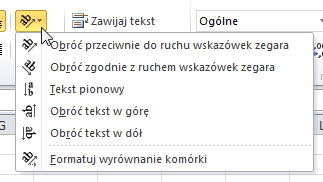 Zawijaj tekst
Ogólne
Obróć przeciwnie do ruchu wskazówek zegara
Obróć zgodnie z ruchem wskazówek zegara
Tekst pionowy
Obróć tekst w górę
Obróć tekst w dół
Formatuj wyrównanie komórki
G
L